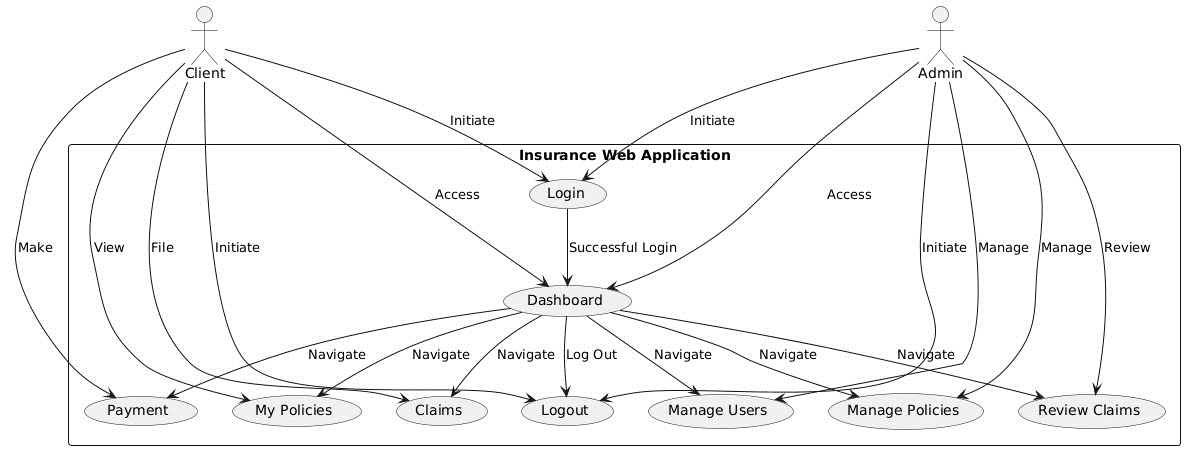 Client
Admin
Initiate
Initiate
Insurance Web Application
Login
Access
Access
Make
View
File
Initiate
Successful Login
Initiate
Manage
Manage
Review
Dashboard
Navigate
Navigate
Navigate
Log Out
Navigate
Navigate
Navigate
Payment
My Policies
Claims
Logout
Manage Users
Manage Policies
Review Claims